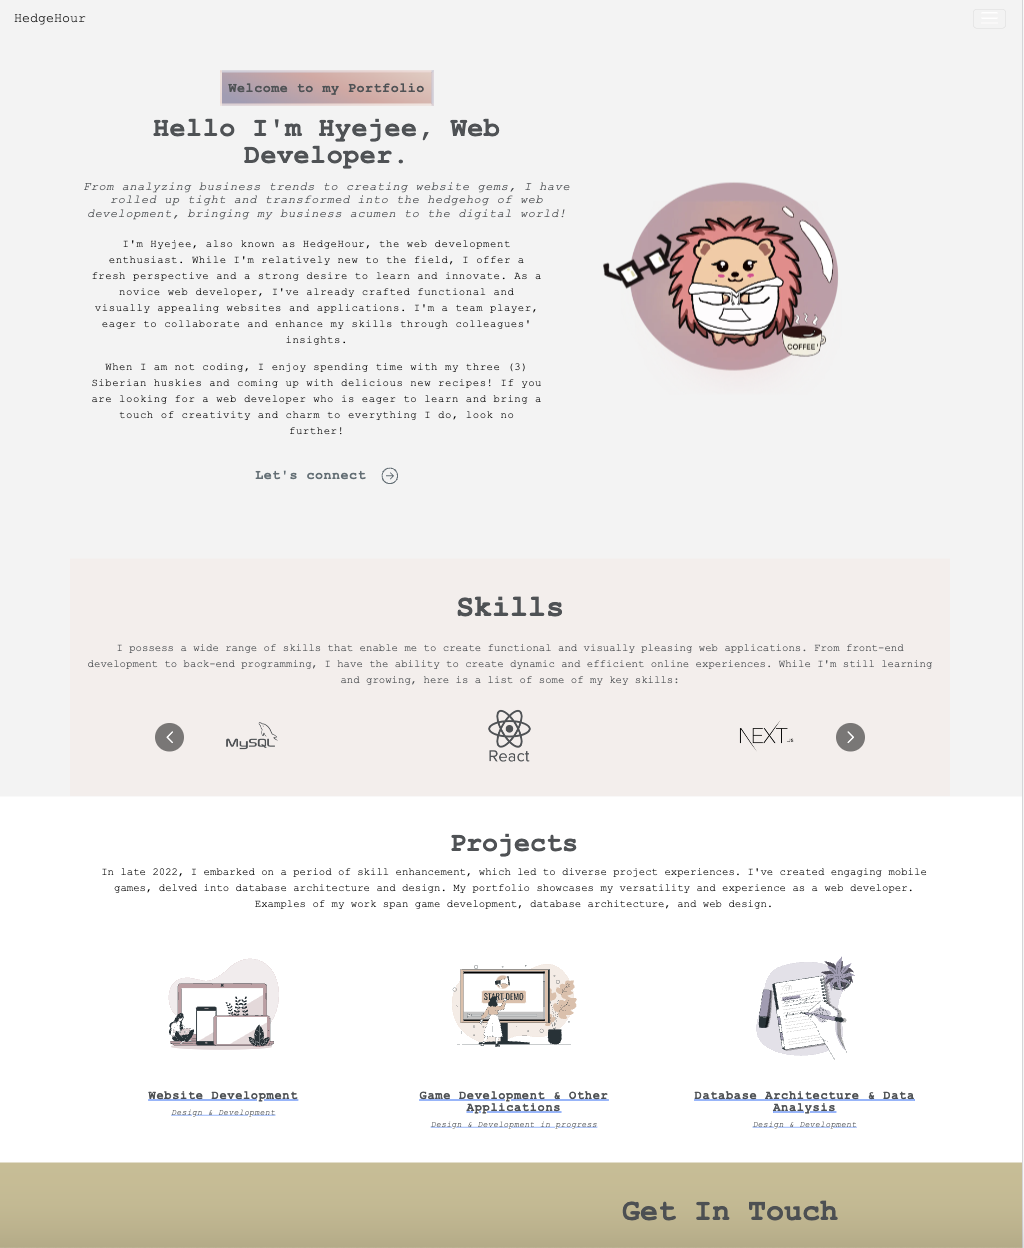 HedgeHour
Welcome to my Portfolio
Hello I'm Hyejee, Web
Developer.
From analyzing business trends to creating website gems, I have
rolled up tight and transformed into the hedgehog of web
development, bringing my business acumen to the digital world!
I'm Hyejee, also known as HedgeHour, the web development
enthusiast. While I'm relatively new to the field, I offer a
fresh perspective and a strong desire to learn and innovate. As a
novice web developer, I've already crafted functional and
visually appealing websites and applications. I'm a team player,
eager to collaborate and enhance my skills through colleagues'
insights.
When I am not coding, I enjoy spending time with my three (3)
Siberian huskies and coming up with delicious new recipes! If you
are looking for a web developer who is eager to learn and bring a
touch of creativity and charm to everything I do, look no
further!
Let's connect
COFFEE
Skills
I possess a wide range of skills that enable me to create functional and visually pleasing web applications. From front-end
development to back-end programming, I have the ability to create dynamic and efficient online experiences. While I'm still learning
and growing, here is a list of some of my key skills:
MySQL
React
NEXT.JS
Projects
In late 2022, I embarked on a period of skill enhancement, which led to diverse project experiences. I've created engaging mobile
games, delved into database architecture and design. My portfolio showcases my versatility and experience as a web developer.
Examples of my work span game development, database architecture, and web design.
START DEMO
Website Development
Design & Development
Game Development & Other
Applications
Design & Development in progress
Database Architecture & Data
Analysis
Design & Development
Get In Touch